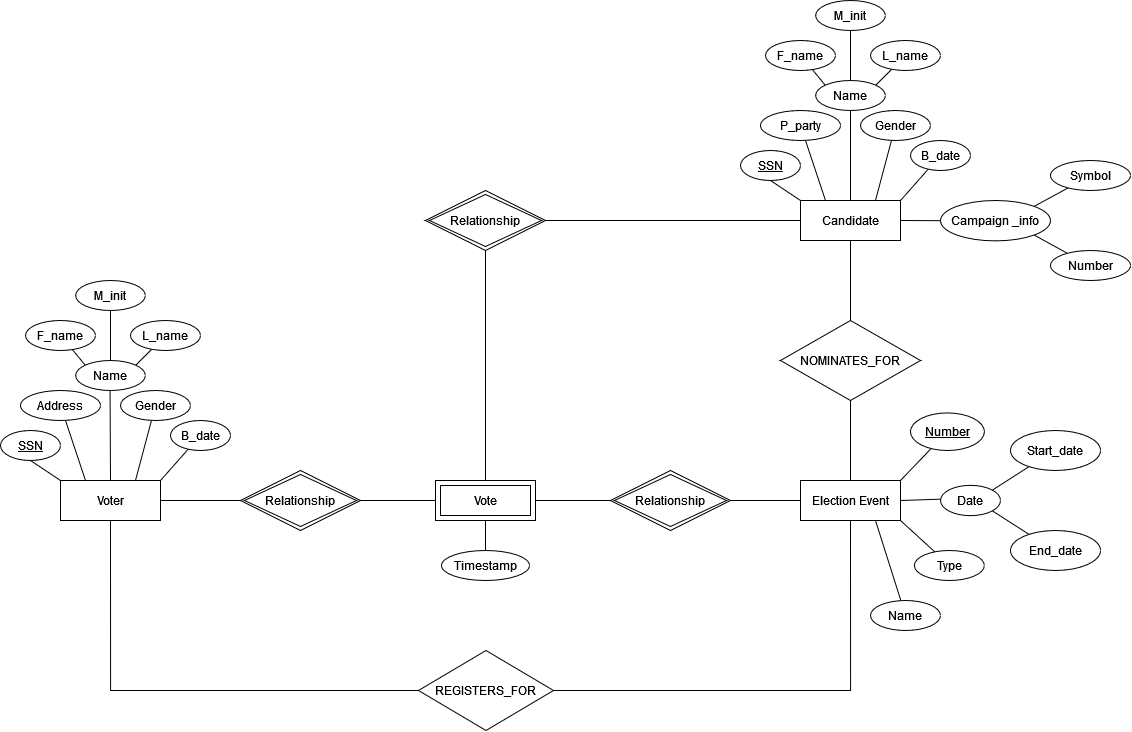 M_init
F_name
L_name
Name
P_party
Gender
B_date
SSN
Symbol
Relationship
Candidate
Campaign _info
Number
M_init
F_name
L_name
NOMINATES_FOR
Name
Address
Gender
B_date
SSN
Number
Start_date
Voter
Relationship
Vote
Relationship
Election Event
Date
End_date
Timestamp
Type
Name
REGISTERS_FOR